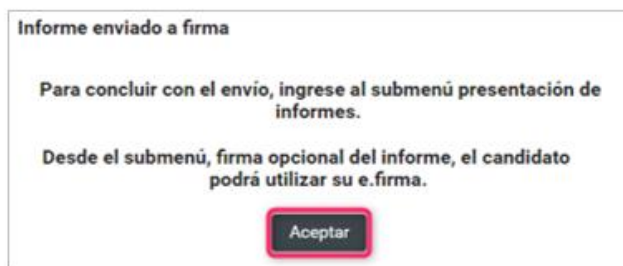 Informe enviado a firma
Para concluir con el envío, ingrese al submenú presentación de
informes.
Desde el submenú, firma opcional del informe, el candidato
podrá utilizar su e.firma.
Aceptar